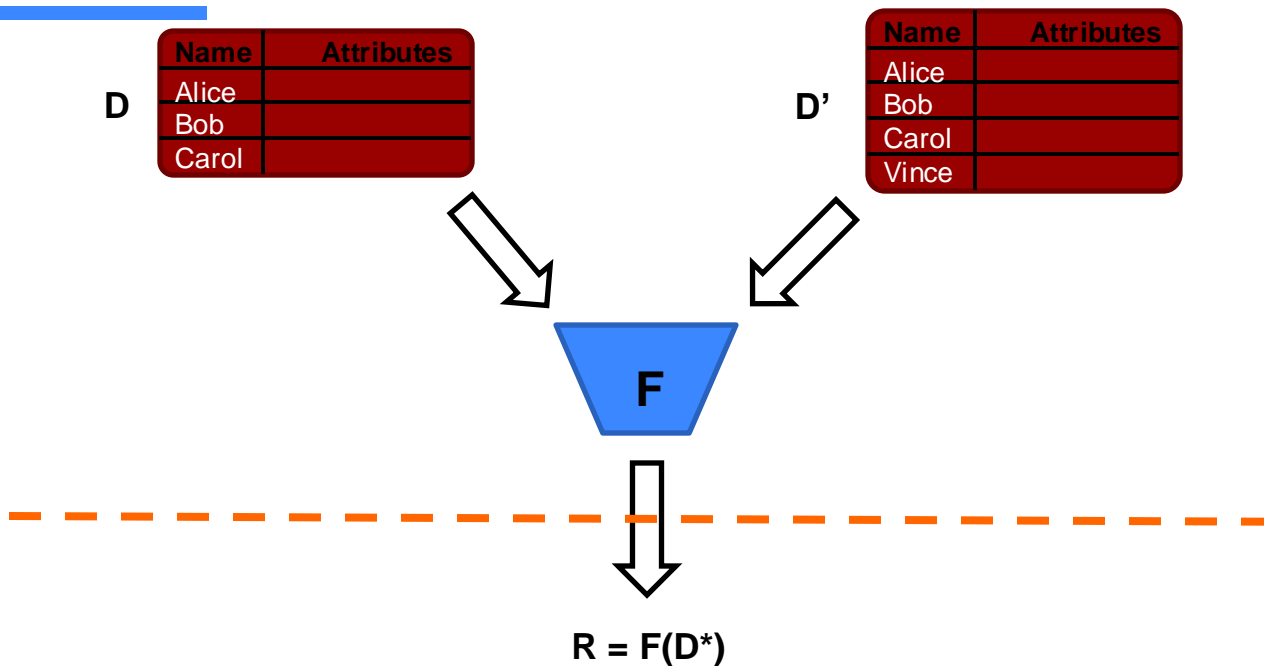 D
Name Attributes
Alice
Bob
Carol
D’
Name Attributes
Alice
Bob
Carol
Vince
F
R = F(D*)